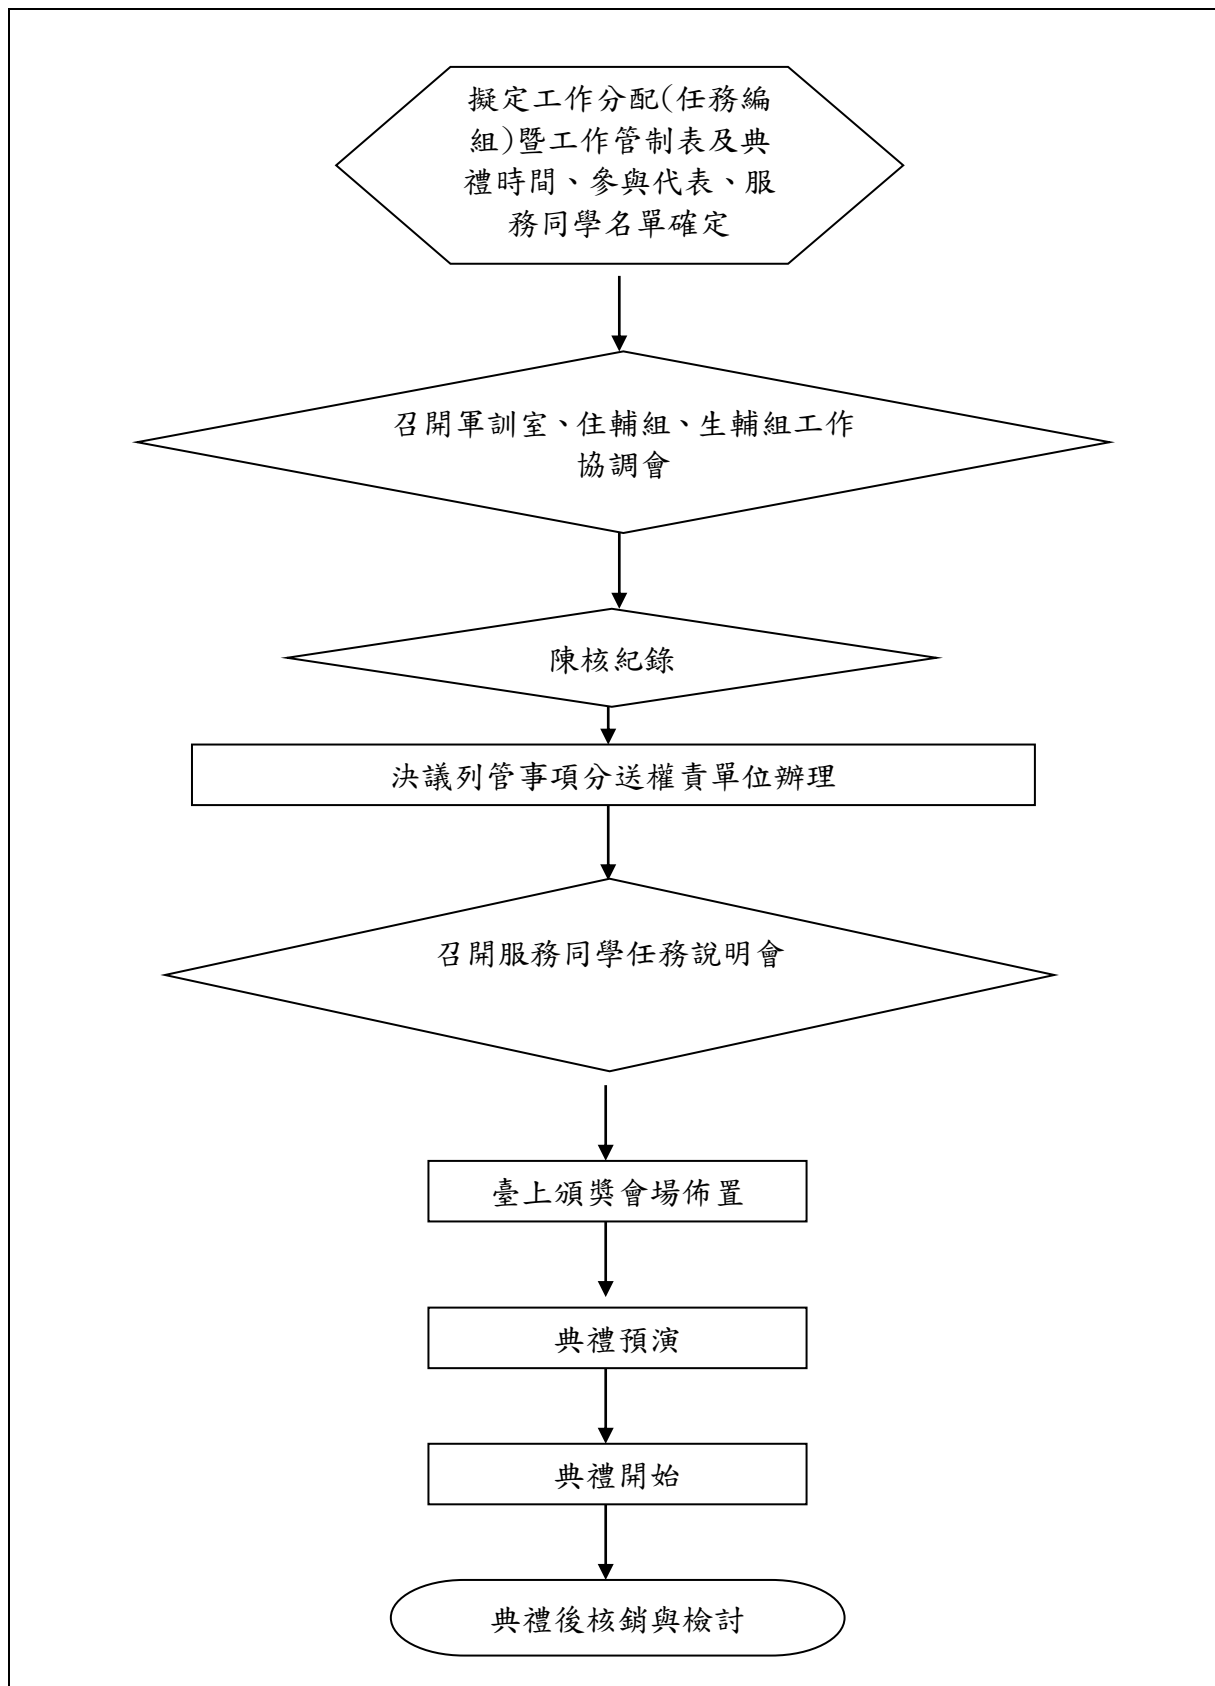 擬定工作分配(任務編
組)暨工作管制表及典
禮時間、參與代表、服
務同學名單確定
召開軍訓室、住輔組、生輔組工作
協調會
陳核紀錄
決議列管事項分送權責單位辦理
召開服務同學任務說明會
臺上頒獎會場佈置
典禮預演
典禮開始
典禮後核銷與檢討